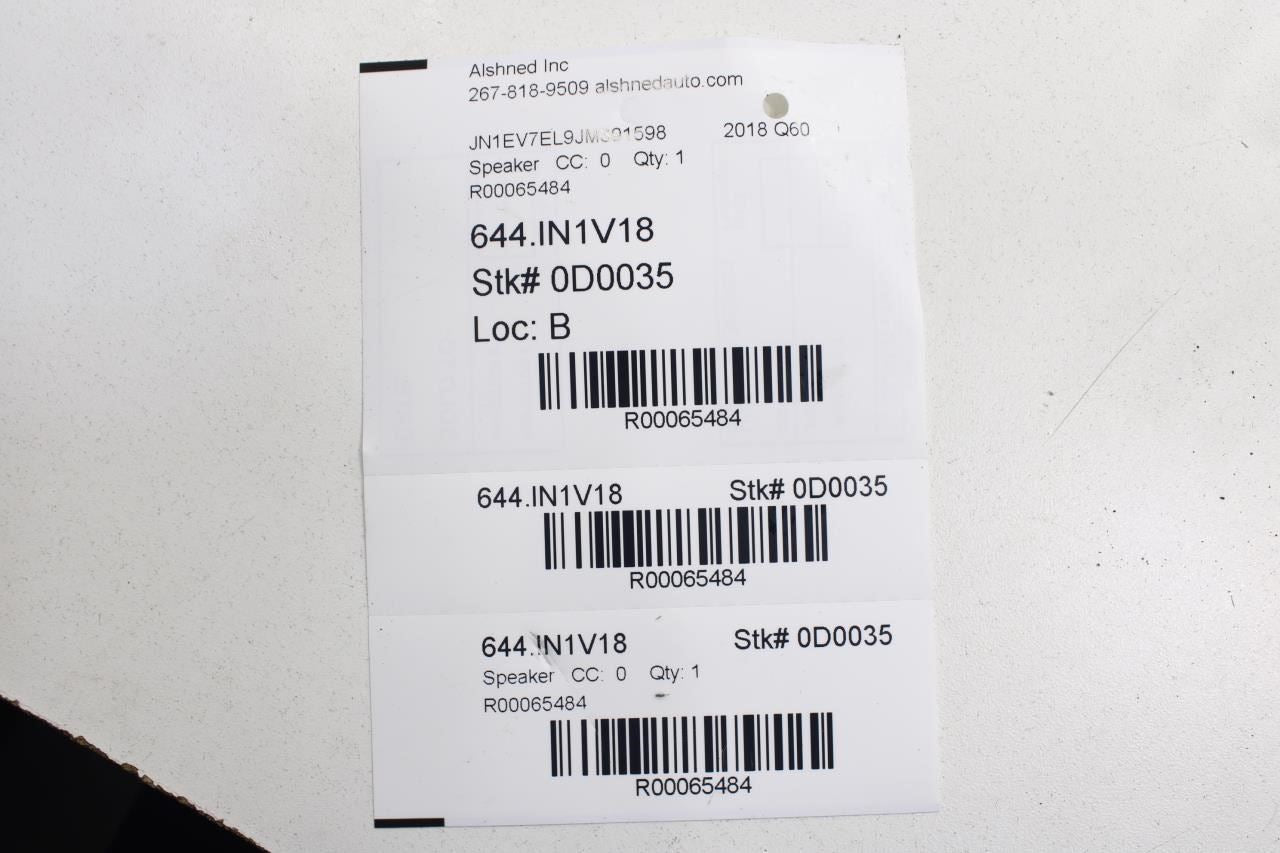 Alshned Inc
267-818-9509 alshnedauto.com
JN1EV7EL9JM391598 2018 Q60
Speaker CC: 0 Qty: 1
R00065484
644.IN1V18
Stk# 0D0035
Loc: B
R00065484
644.IN1V18 Stk# 0D0035
R00065484
644.IN1V18 Stk# 0D0035
Speaker CC: 0 Qty: 1
R00065484
R00065484